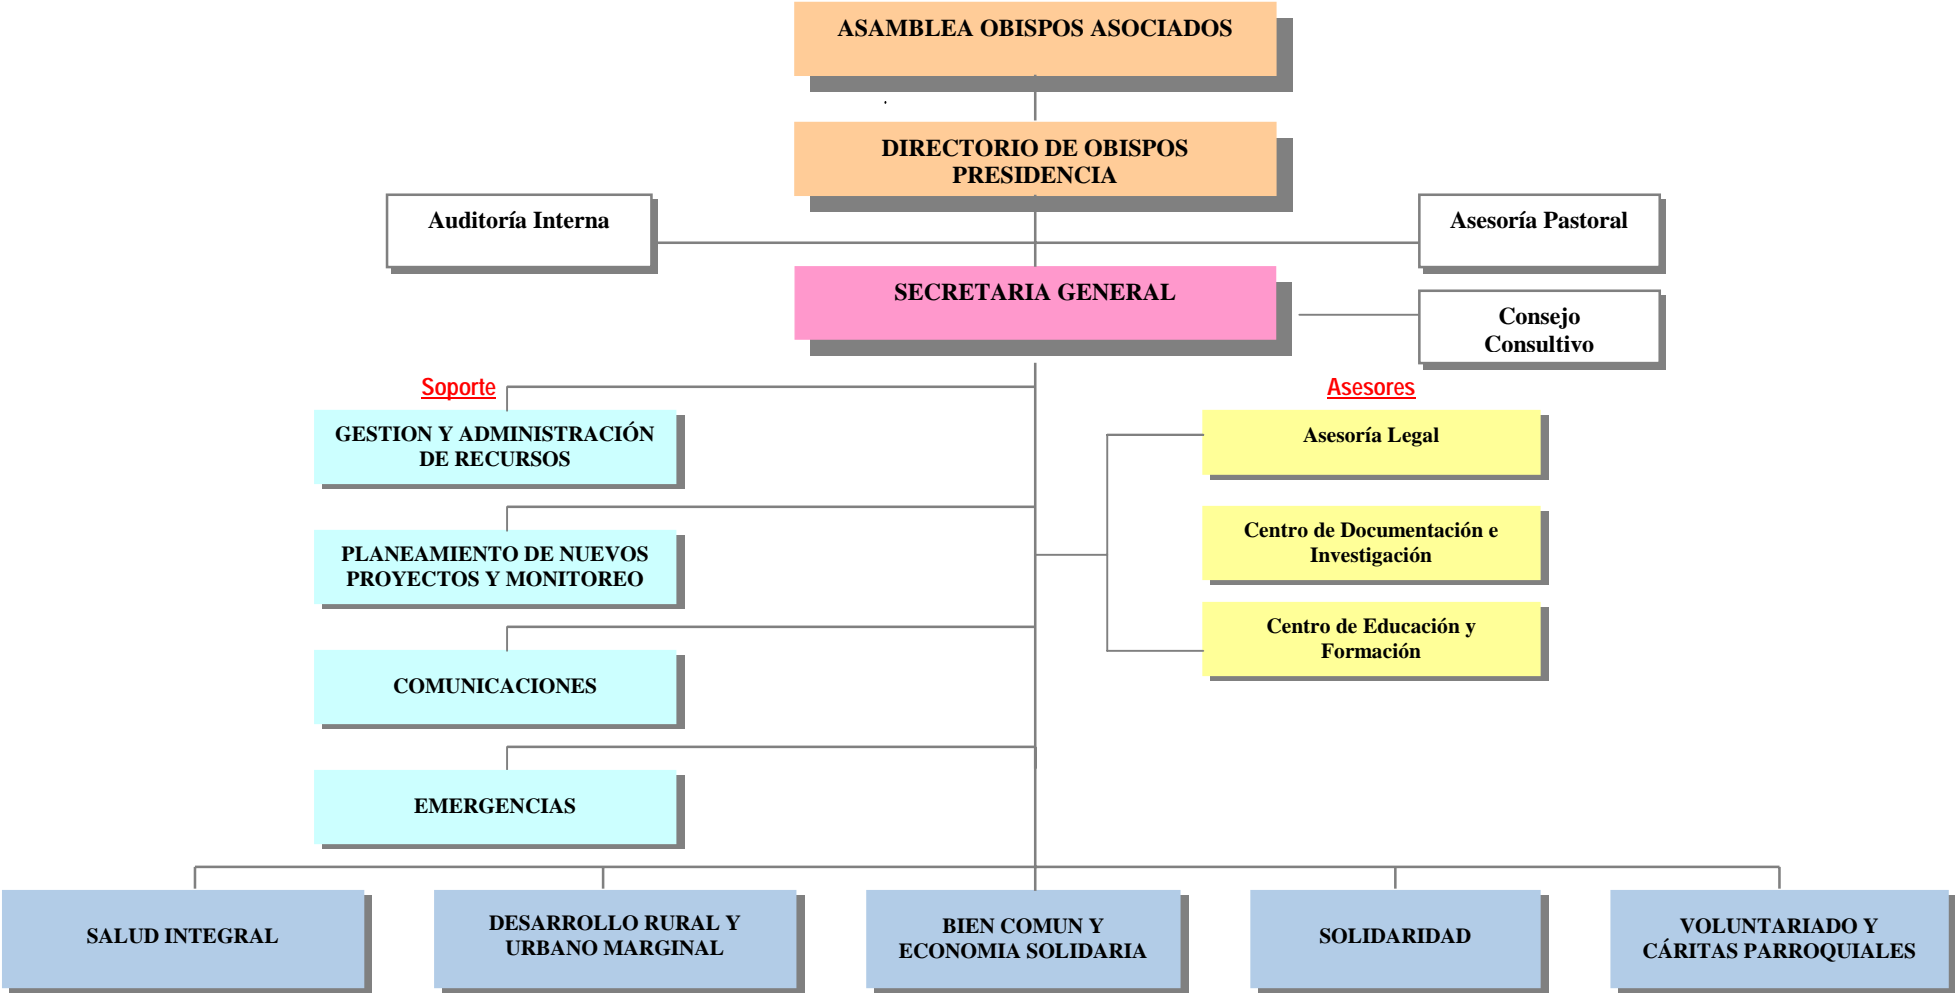 ASAMBLEA OBISPOS ASOCIADOS
DIRECTORIO DE OBISPOS
PRESIDENCIA
Auditoría Interna
Asesoría Pastoral
SECRETARIA GENERAL
Consejo
Consultivo
Soporte
Asesores
GESTION Y ADMINISTRACIÓN
DE RECURSOS
Asesoría Legal
PLANEAMIENTO DE NUEVOS
PROYECTOS Y MONITOREO
Centro de Documentación e
Investigación
COMUNICACIONES
Centro de Educación y
Formación
EMERGENCIAS
SALUD INTEGRAL
DESARROLLO RURAL Y
URBANO MARGINAL
BIEN COMUN Y
ECONOMIA SOLIDARIA
SOLIDARIDAD
VOLUNTARIADO Y
CÁRITAS PARROQUIALES